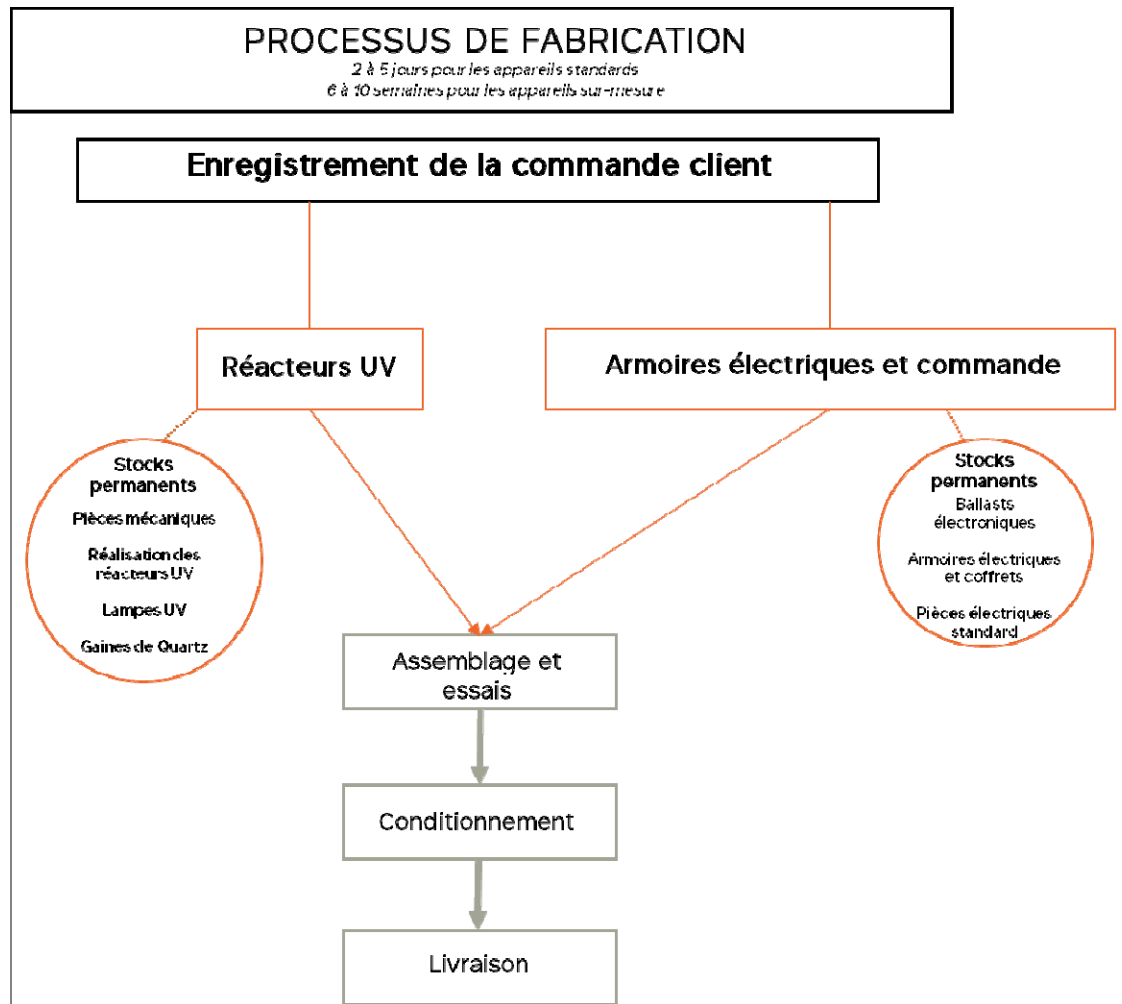 PROCESSUS DE FABRICATION
2 à 5 jours pour les appareils standards
6 à 10 semaines pour les appareils sur-mesure
Enregistrement de la commande client
Réacteurs UV
Armoires électriques et commande
Stocks
permanents
Pièces mécaniques
Réalisation des
réacteurs UV
Lampes UV
Gaines de Quartz
Stocks
permanents
Ballasts
électroniques
Armoires électriques
et coffrets
Pièces électriques
standard
Assemblage et
essais
Conditionnement
Livraison